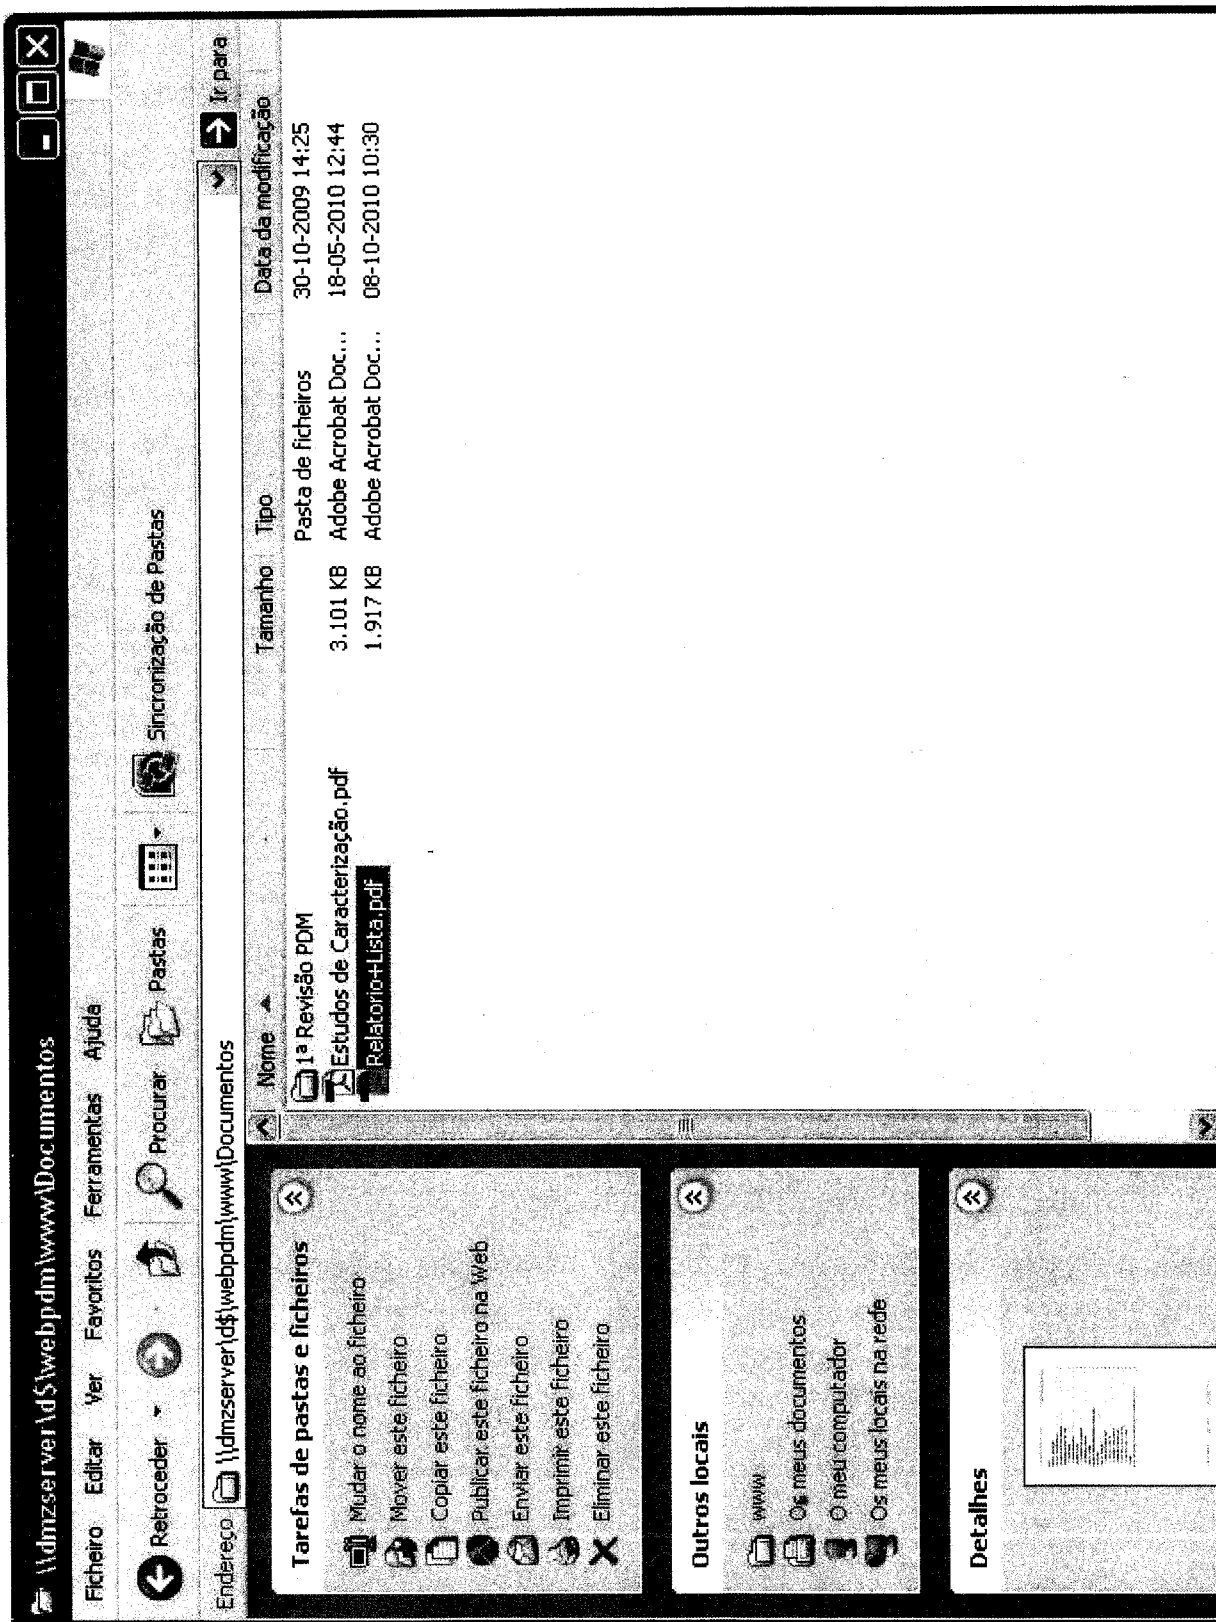 \\dmzserver\d$\webpdm\www\Documentos
Ficheiro Editar Ver Favoritos Ferramentas Ajuda
Retroceder Procurar Pastas Sincronização de Pastas
Endereço \\dmzserver\d$\webpdm\www\Documentos Ir para
Tarefas de pastas e ficheiros
Mudar o nome ao ficheiro
Mover este ficheiro
Copiar este ficheiro
Publicar este ficheiro na Web
Enviar este ficheiro
Imprimir este ficheiro
Eliminar este ficheiro
Outros locais
www
Os meus documentos
O meu computador
Os meus locais na rede
Detalhes
Nome Tamanho Tipo Data da modificação
1ª Revisão PDM Pasta de ficheiros 30-10-2009 14:25
Estudos de Caracterização.pdf 3.101 KB Adobe Acrobat Doc... 18-05-2010 12:44
Relatorio+Lista.pdf 1.917 KB Adobe Acrobat Doc... 08-10-2010 10:30